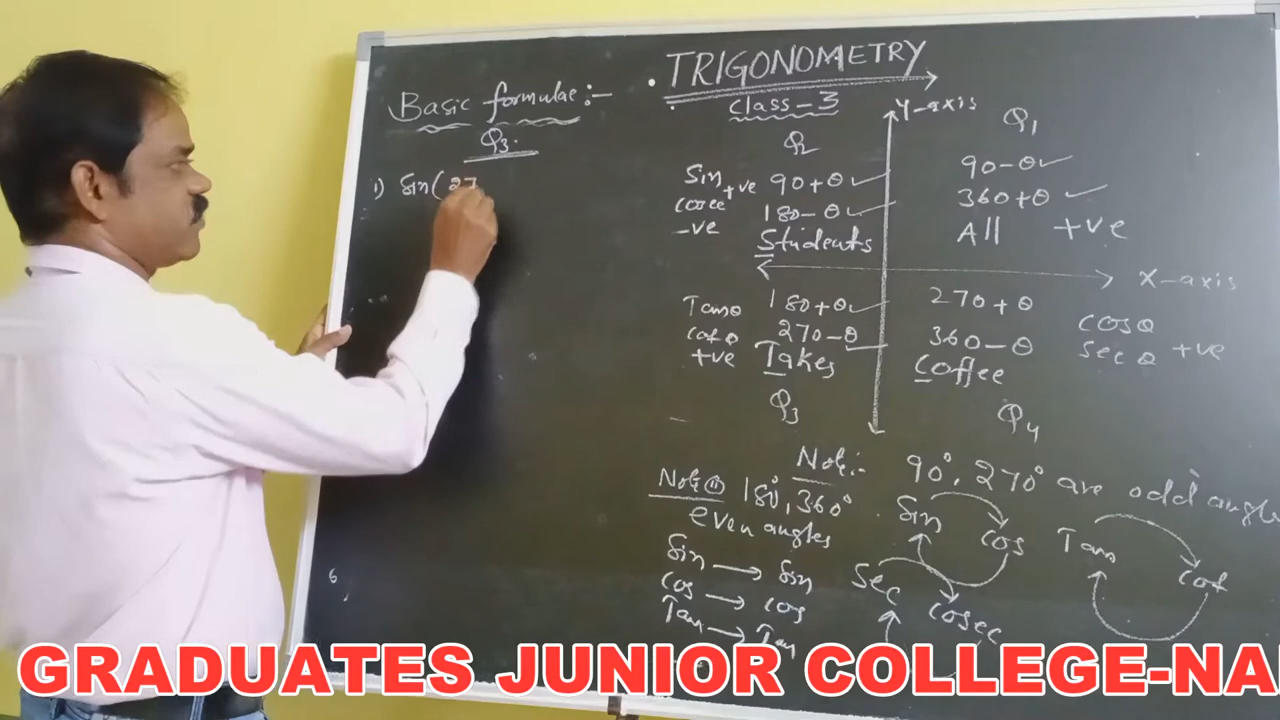 TRIGONOMETRY
Class-3
Basic formulae:-
Q3.
1) Sin(27
Y-axis
Q2
Sin
+ve
cosec
-ve
90+θ
180-θ
Students
Q1
90-θ
360+θ
All +ve
X-axis
Tanθ
cotθ
+ve
180+θ
270-θ
Takes
Q3
270+θ
360-θ
Coffee
cosθ
secθ +ve
Q4
Note:- 90°, 270° are odd angles
Sin
cos
Tan
cot
Sec
cosec
Note 180°, 360°
even angles
Sin → Sin
cos → cos
Tan → Tan
6
GRADUATES JUNIOR COLLEGE-NA